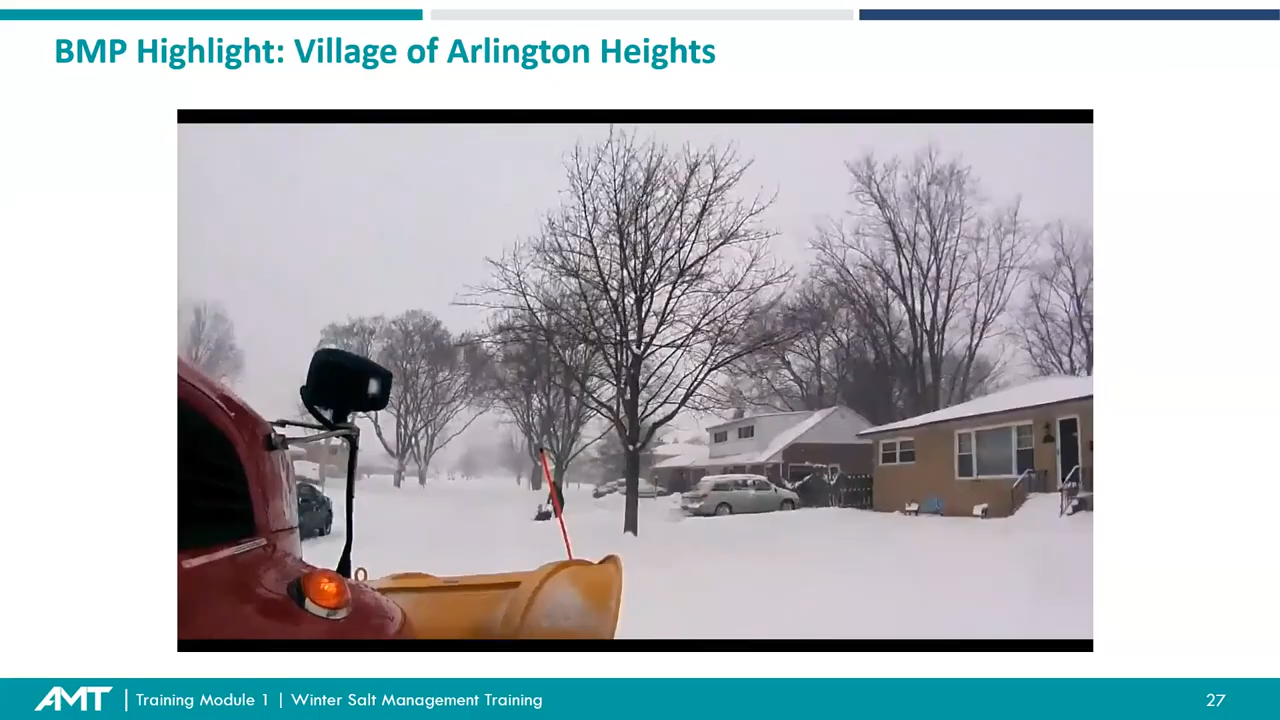 BMP Highlight: Village of Arlington Heights
AMT | Training Module 1 | Winter Salt Management Training
27